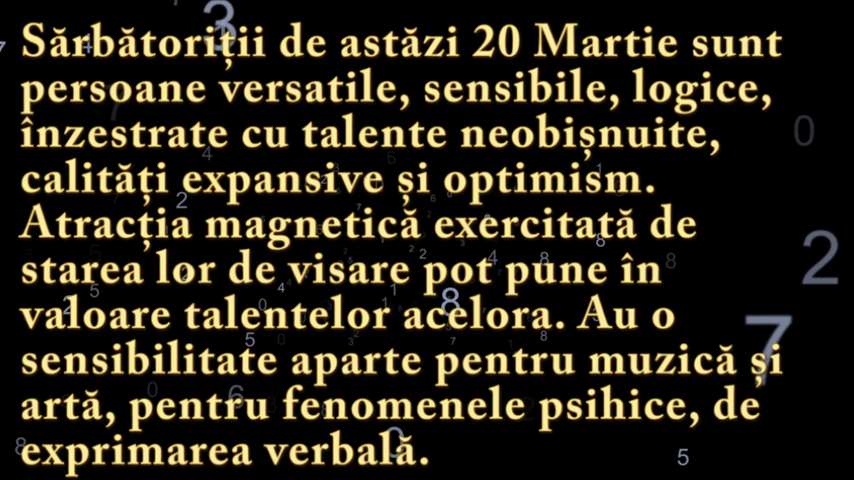 Sărbătoriții de astăzi 20 Martie sunt
persoane versatile, sensibile, logice,
înzestrate cu talente neobișnuite,
calități expansive și optimism.
Atracția magnetică exercitată de
starea lor de visare pot pune în
valoare talentelor acelora. Au o
sensibilitate aparte pentru muzică și
artă, pentru fenomenele psihice, de
exprimarea verbală.